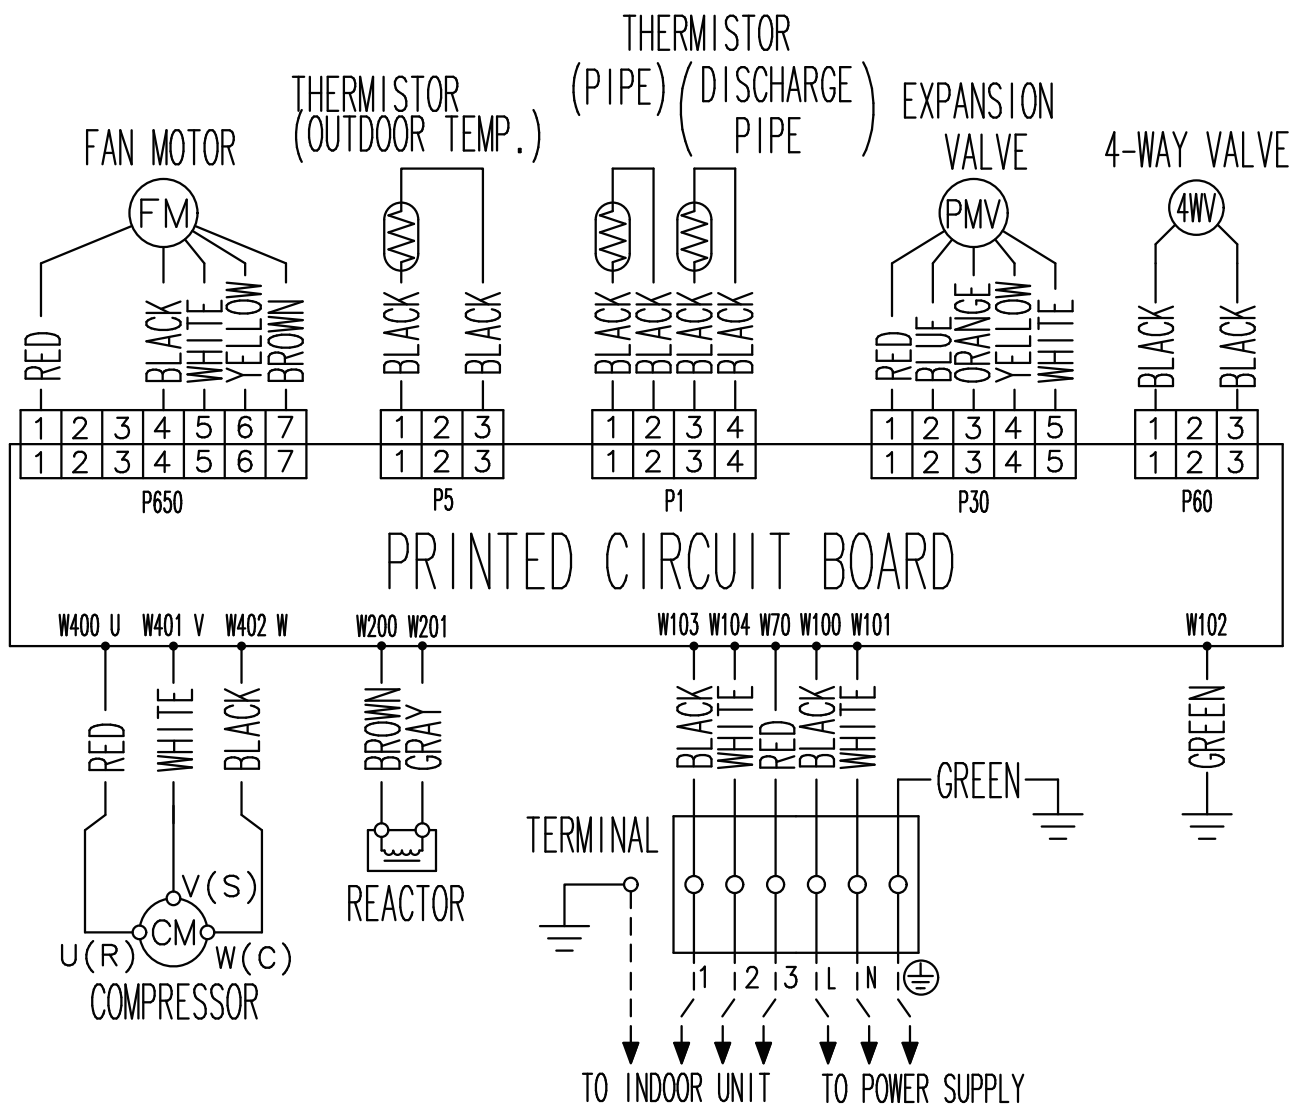 THERMISTOR
(PIPE) (DISCHARGE PIPE)
THERMISTOR
(OUTDOOR TEMP.)
EXPANSION
VALVE
FAN MOTOR
4-WAY VALVE
FM
PMV
4WV
RED BLACK WHITE YELLOW BROWN
BLACK BLACK
BLACK BLACK BLACK BLACK
RED BLUE ORANGE YELLOW WHITE
BLACK BLACK
1 2 3 4 5 6 7
1 2 3
1 2 3 4
1 2 3 4 5
1 2 3
1 2 3 4 5 6 7
1 2 3
1 2 3 4
1 2 3 4 5
1 2 3
P650
P5
P1
P30
P60
PRINTED CIRCUIT BOARD
W400 U W401 V W402 W
W200 W201
W103 W104 W70 W100 W101
W102
RED WHITE BLACK
BROWN GRAY
BLACK WHITE RED BLACK WHITE
GREEN
GREEN
TERMINAL
REACTOR
V(S)
CM
U(R)
W(C)
COMPRESSOR
1 2 3 L N
TO INDOOR UNIT
TO POWER SUPPLY